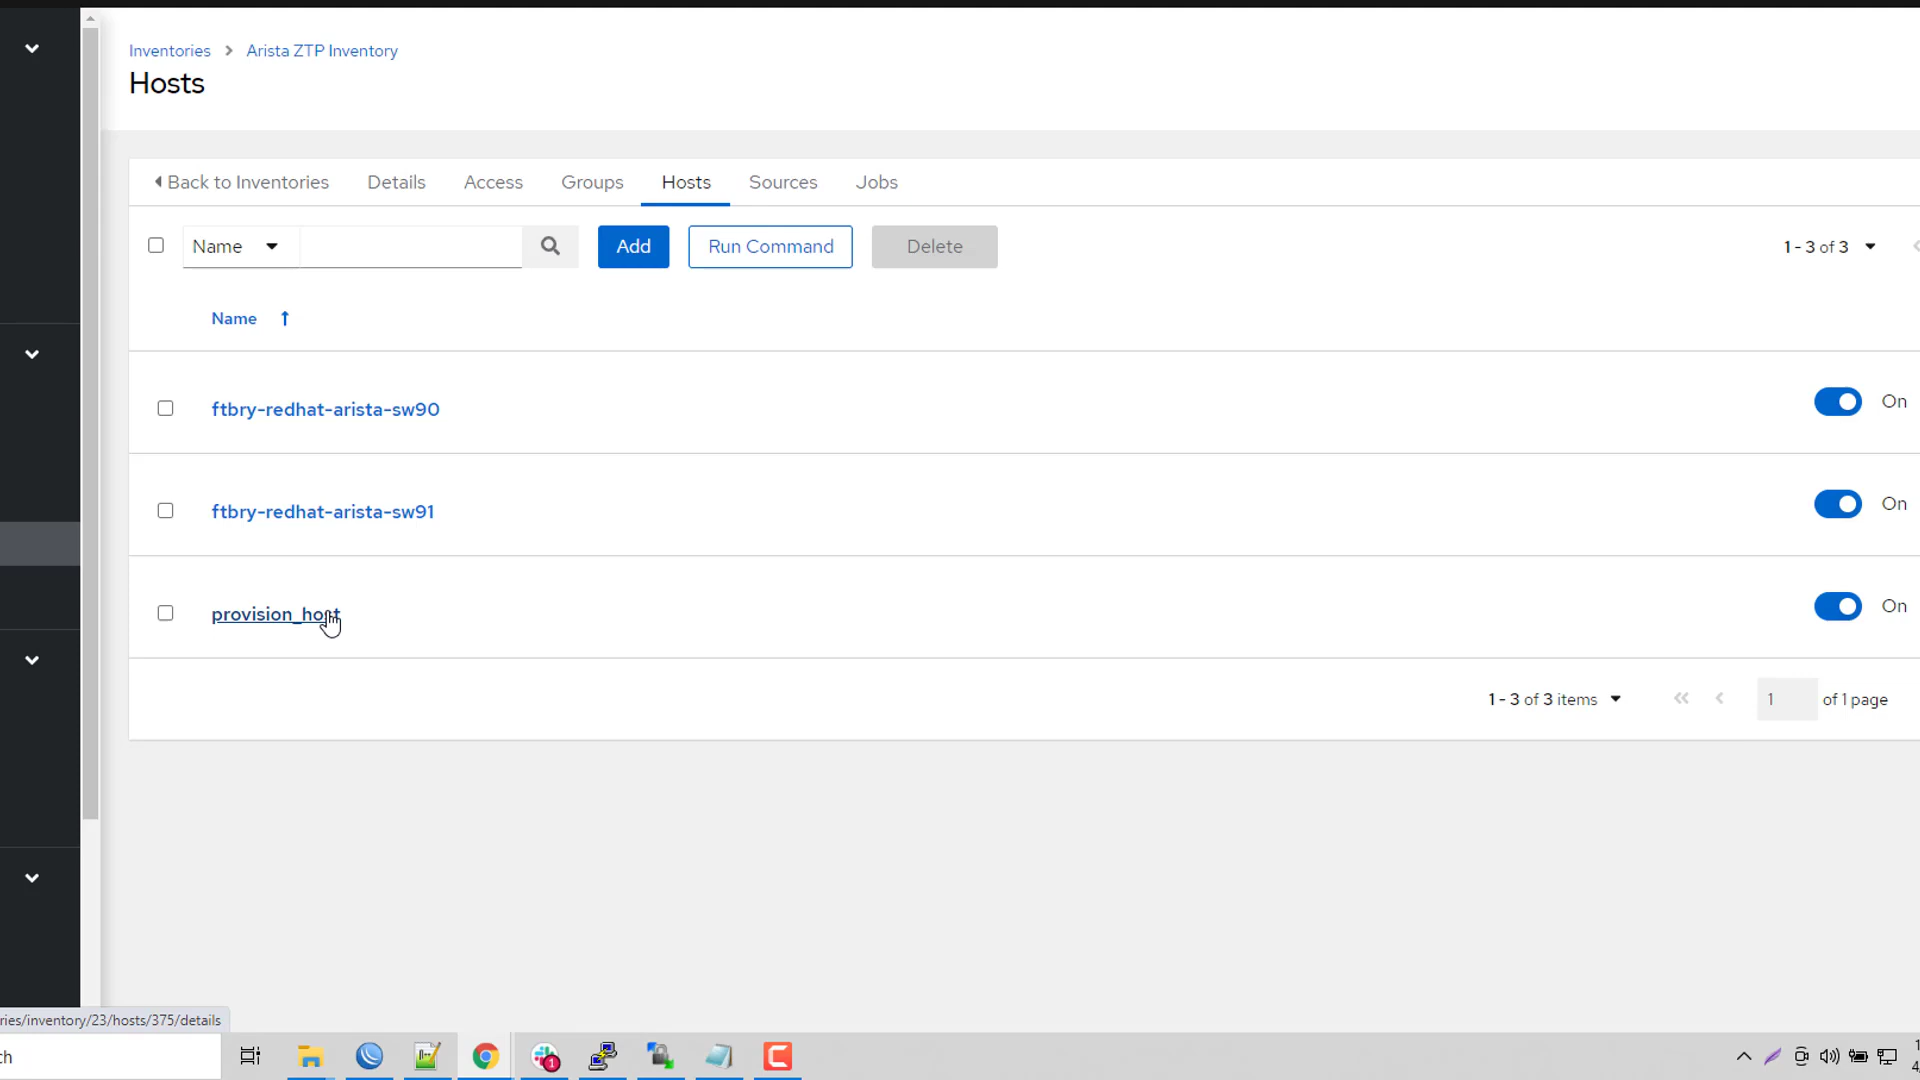 Inventories > Arista ZTP Inventory
Hosts
Back to Inventories Details Access Groups Hosts Sources Jobs
Name Add Run Command Delete 1 - 3 of 3
Name
ftbry-redhat-arista-sw90 On
ftbry-redhat-arista-sw91 On
provision_host On
1 - 3 of 3 items 1 of 1 page
ries/inventory/23/hosts/375/details
ch
1